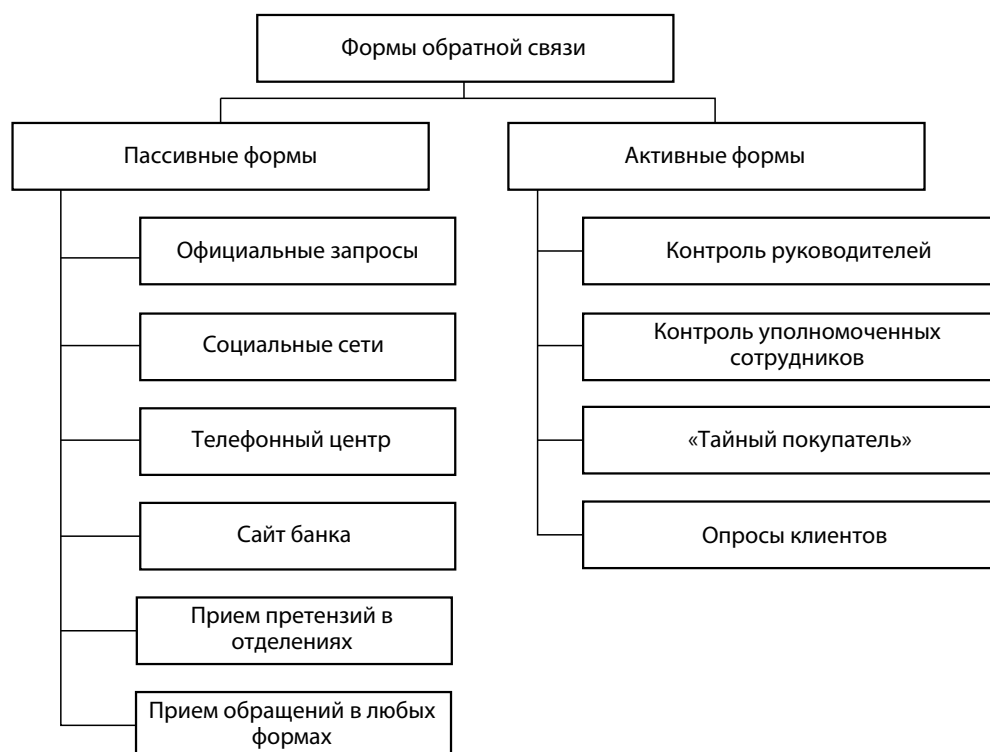 Формы обратной связи
Пассивные формы
Официальные запросы
Социальные сети
Телефонный центр
Сайт банка
Прием претензий в
отделениях
Прием обращений в любых
формах
Активные формы
Контроль руководителей
Контроль уполномоченных
сотрудников
«Тайный покупатель»
Опросы клиентов